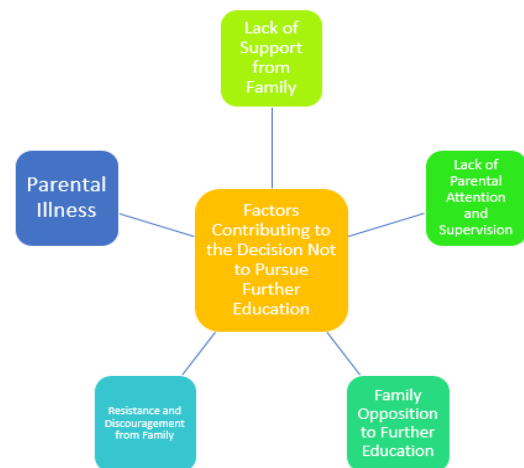 Lack of
Support
from
Family
Parental
Illness
Factors
Contributing to
the Decision Not
to Pursue
Further
Education
Lack of
Parental
Attention
and
Supervision
Resistance and
Discouragement
from Family
Family
Opposition
to Further
Education